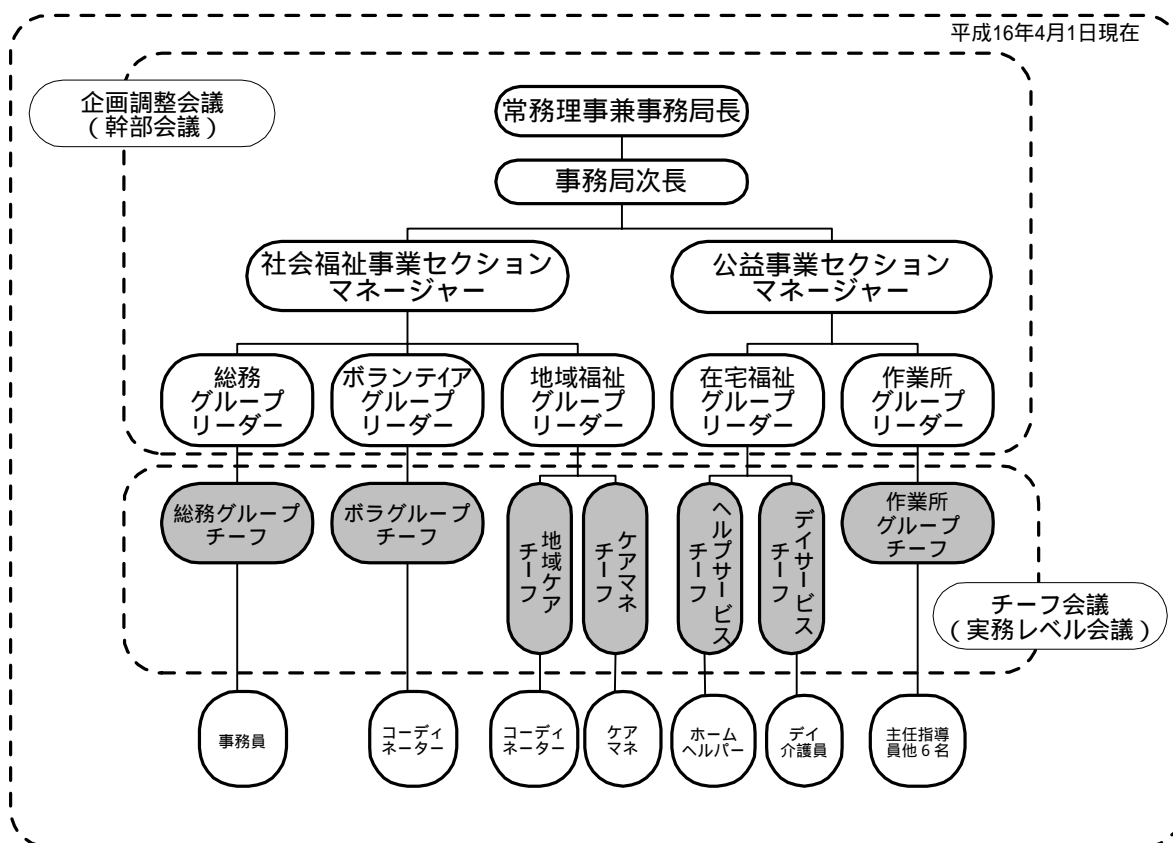 平成16年4月1日現在
企画調整会議
（幹部会議）
常務理事兼事務局長
事務局次長
社会福祉事業セクション
マネージャー
公益事業セクション
マネージャー
総務
グループ
リーダー
ボランテイア
グループ
リーダー
地域福祉
グループ
リーダー
在宅福祉
グループ
リーダー
作業所
グループ
リーダー
総務グループ
チーフ
ボラグループ
チーフ
地域ケア
チーフ
ケアマネ
チーフ
ヘルプサービス
チーフ
デイサービス
チーフ
作業所
グループ
チーフ
チーフ会議
（実務レベル会議）
事務員
コーディ
ネーター
コーディ
ネーター
ケア
マネ
ホーム
ヘルパー
デイ
介護員
主任指導
員他６名